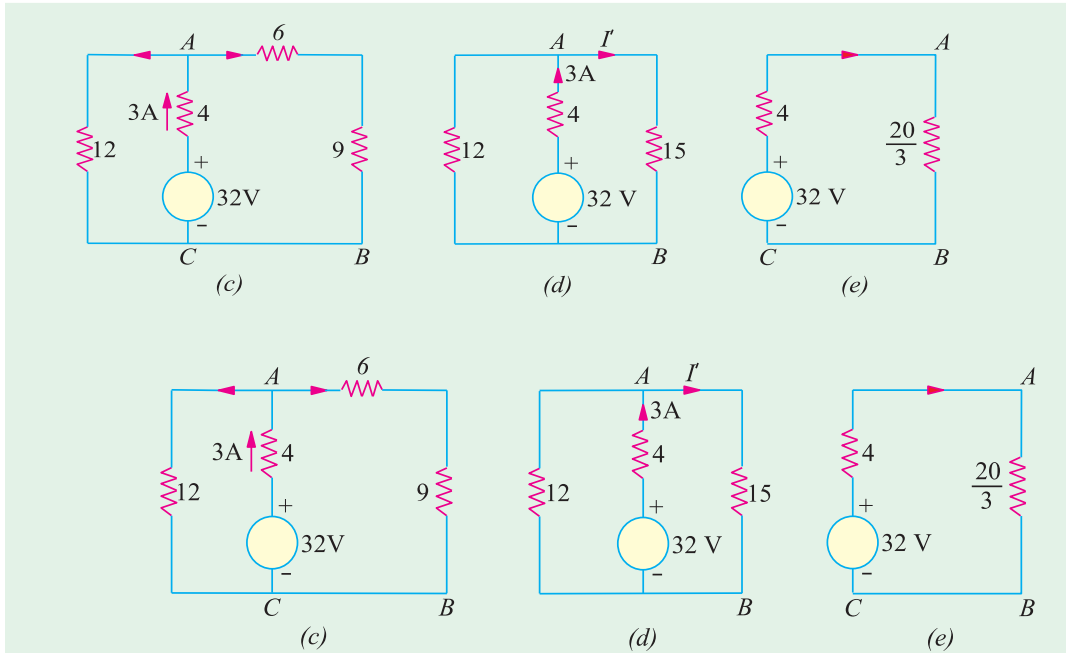 6
A I' A
3A 4 3A 4 4
12 9 12 15 20/3
+ + +
32V 32 V 32 V
- - -
C B B C B
(c) (d) (e)
6
A A I' A
3A 4 3A 4 4
12 9 12 15 20/3
+ + +
32V 32 V 32 V
- - -
C B B C B
(c) (d) (e)